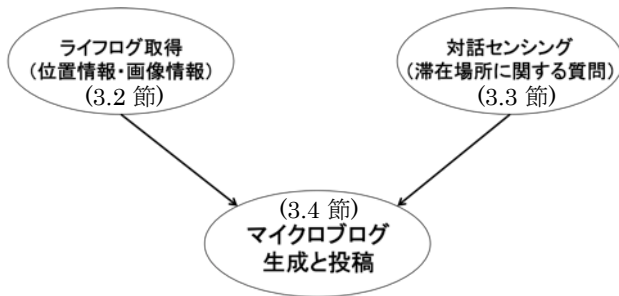 ライフログ取得
(位置情報・画像情報)
(3.2 節)
対話センシング
(滞在場所に関する質問)
(3.3 節)
(3.4 節)
マイクロブログ
生成と投稿